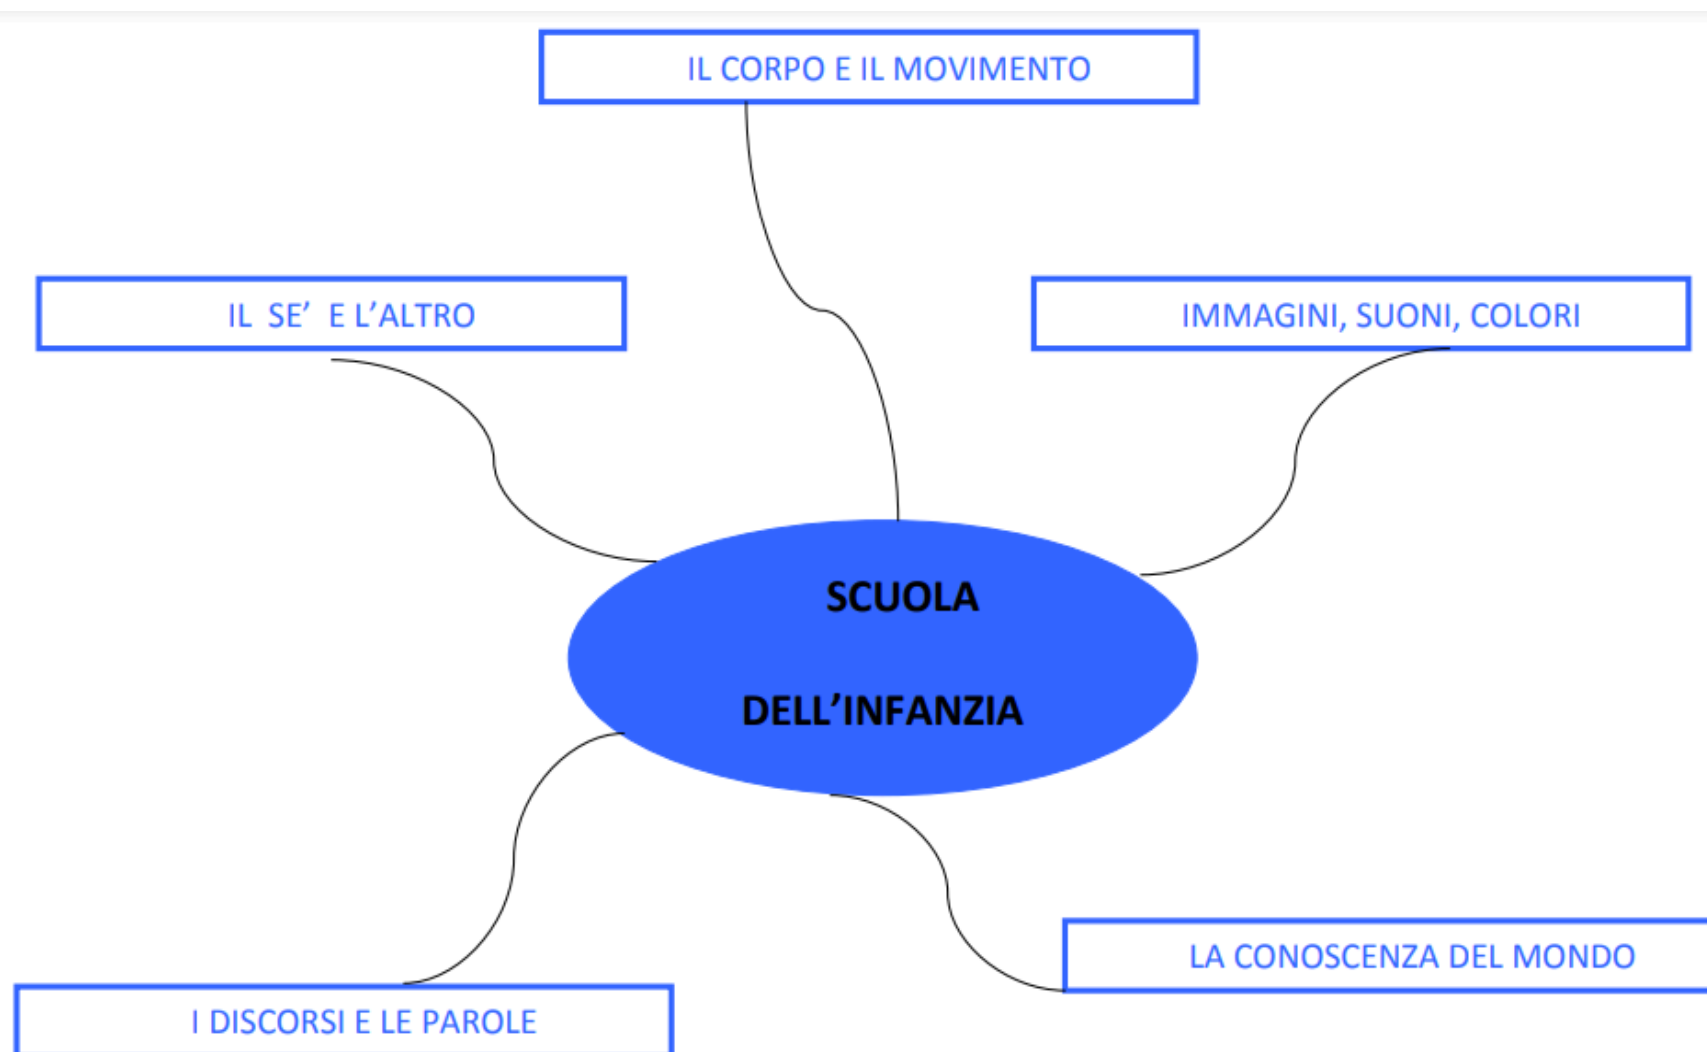 IL CORPO E IL MOVIMENTO
IL SE’ E L’ALTRO
IMMAGINI, SUONI, COLORI
SCUOLA
DELL’INFANZIA
LA CONOSCENZA DEL MONDO
I DISCORSI E LE PAROLE